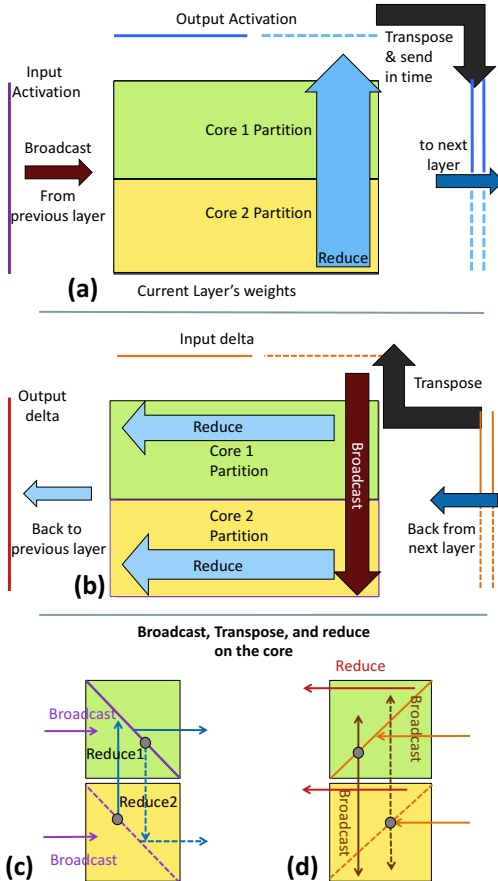 Output Activation
Transpose
& send
in time
Input
Activation
Core 1 Partition
Broadcast
to next
layer
From
previous layer
Core 2 Partition
Reduce
(a)
Current Layer's weights
Input delta
Transpose
Output
delta
Reduce
Broadcast
Core 1
Partition
Core 2
Partition
Back to
previous layer
Back from
next layer
Reduce
(b)
Broadcast, Transpose, and reduce
on the core
Reduce
Broadcast
Broadcast
Reduce1
Reduce2
Broadcast
Broadcast
(c)
(d)